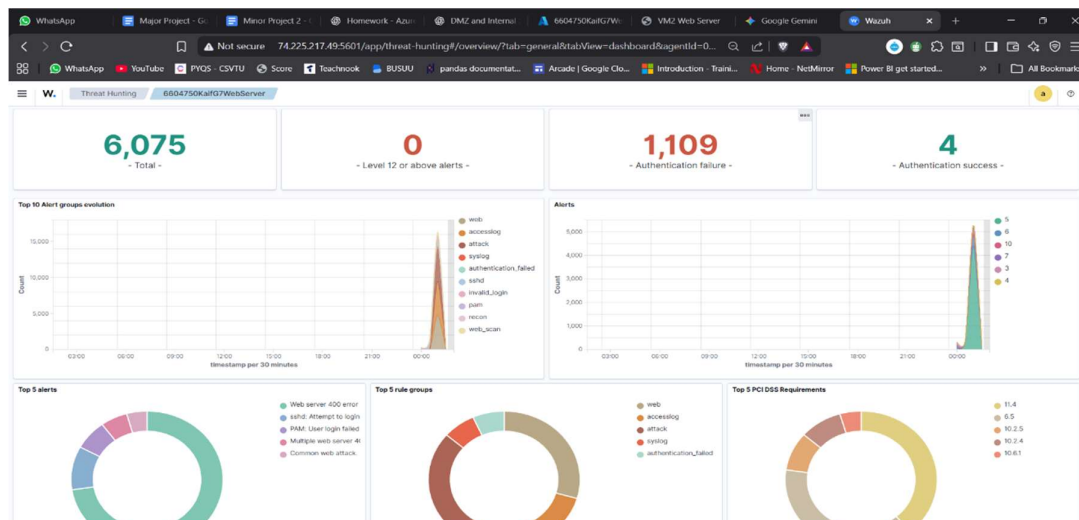 WhatsApp
Major Project - Go
Minor Project 2 - C
Homework - Azure
DMZ and Internal
6604750KaifG7We
VM2 Web Server
Google Gemini
Wazuh
Not secure 74.225.217.49:5601/app/threat-hunting#/overview/?tab=general&tabView=dashboard&agentId=0...
WhatsApp
YouTube
PYQS - CSVTU
Score
Teachnook
BUSUU
pandas documentat...
Arcade | Google Clo...
Introduction - Traini...
Home - NetMirror
Power BI get started...
»
All Bookmarks
W.
Threat Hunting
6604750KaifG7WebServer
a
6,075
- Total -
0
- Level 12 or above alerts -
1,109
- Authentication failure -
4
- Authentication success -
Top 10 Alert groups evolution
15,000
10,000
5,000
0
Count
03:00 06:00 09:00 12:00 15:00 18:00 21:00 00:00
timestamp per 30 minutes
web
accesslog
attack
syslog
authentication_failed
sshd
invalid_login
pam
recon
web_scan
Alerts
5,000
4,000
3,000
2,000
1,000
0
Count
03:00 06:00 09:00 12:00 15:00 18:00 21:00 00:00
timestamp per 30 minutes
5
6
10
7
3
4
Top 5 alerts
Web server 400 error
sshd: Attempt to login
PAM: User login failed
Multiple web server 4(
Common web attack.
Top 5 rule groups
web
accesslog
attack
syslog
authentication_failed
Top 5 PCI DSS Requirements
11.4
6.5
10.2.5
10.2.4
10.6.1